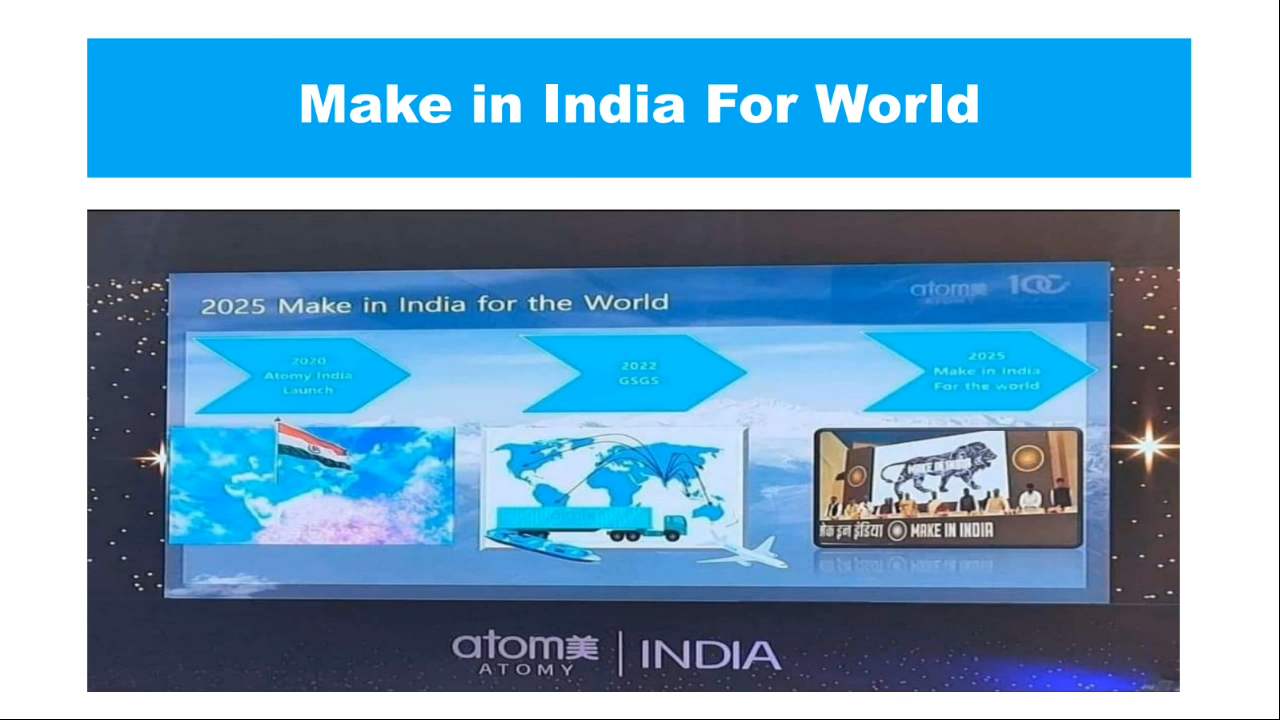 Make in India For World
2025 Make in India for the World
atom美
ATOMY
100
2020
Atomy India
Launch
2022
GSGS
2025
Make in India
For the world
MAKE IN INDIA
मेक इन इंडिया MAKE IN INDIA
atom美
ATOMY
INDIA